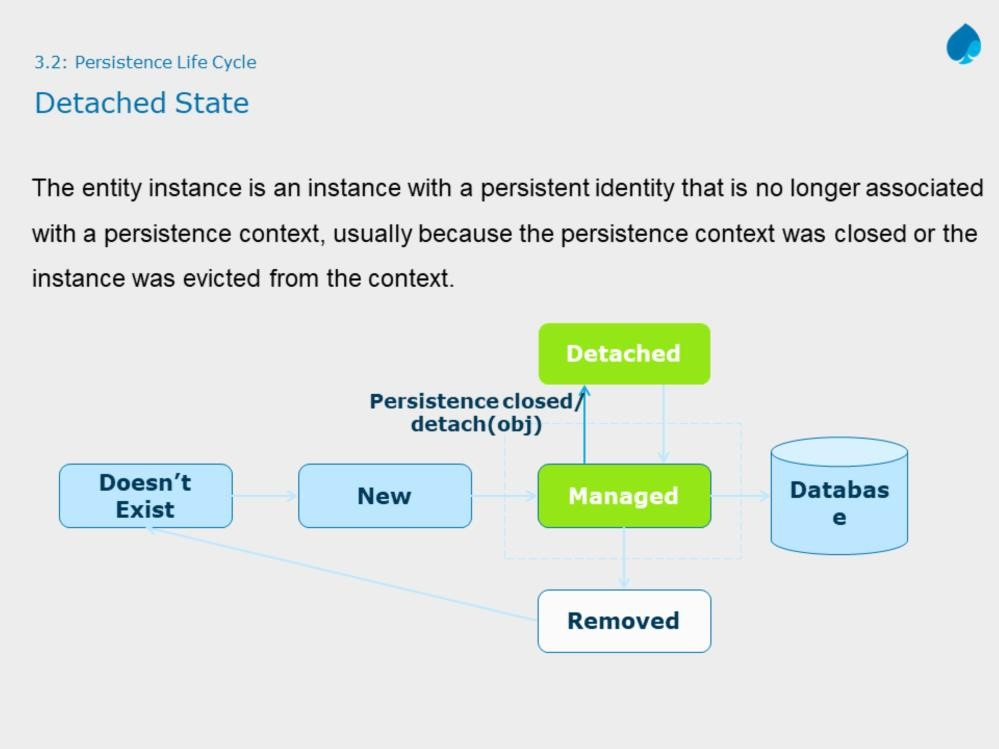 3.2: Persistence Life Cycle
Detached State
The entity instance is an instance with a persistent identity that is no longer associated
with a persistence context, usually because the persistence context was closed or the
instance was evicted from the context.
Detached
Persistence closed/
detach(obj)
Doesn't
Exist
New
Managed
Databas
e
Removed